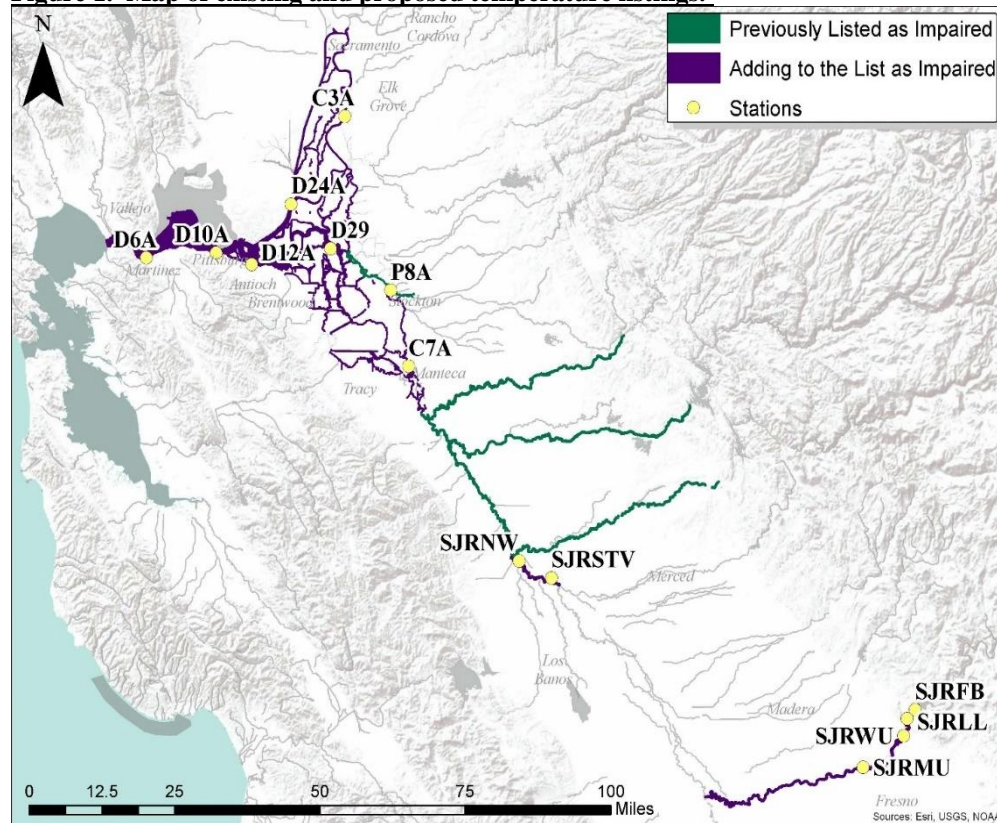 Figure 2. Map of existing and proposed temperature listings.
N
Previously Listed as Impaired
Adding to the List as Impaired
Stations
Rancho
Cordova
Sacramento
Elk
Grove
C3A
D24A
Vallejo
D6A
D10A
D29
D12A
Martinez
Pittsburg
Antioch
Brentwood
P8A
Stockton
C7A
Manteca
Tracy
SJRNW
SJRSTV
Merced
Los
Banos
Madera
SJRFB
SJRLL
SJRWU
SJRMU
Fresno
0 12.5 25 50 75 100
Miles
Sources: Esri, USGS, NOAA